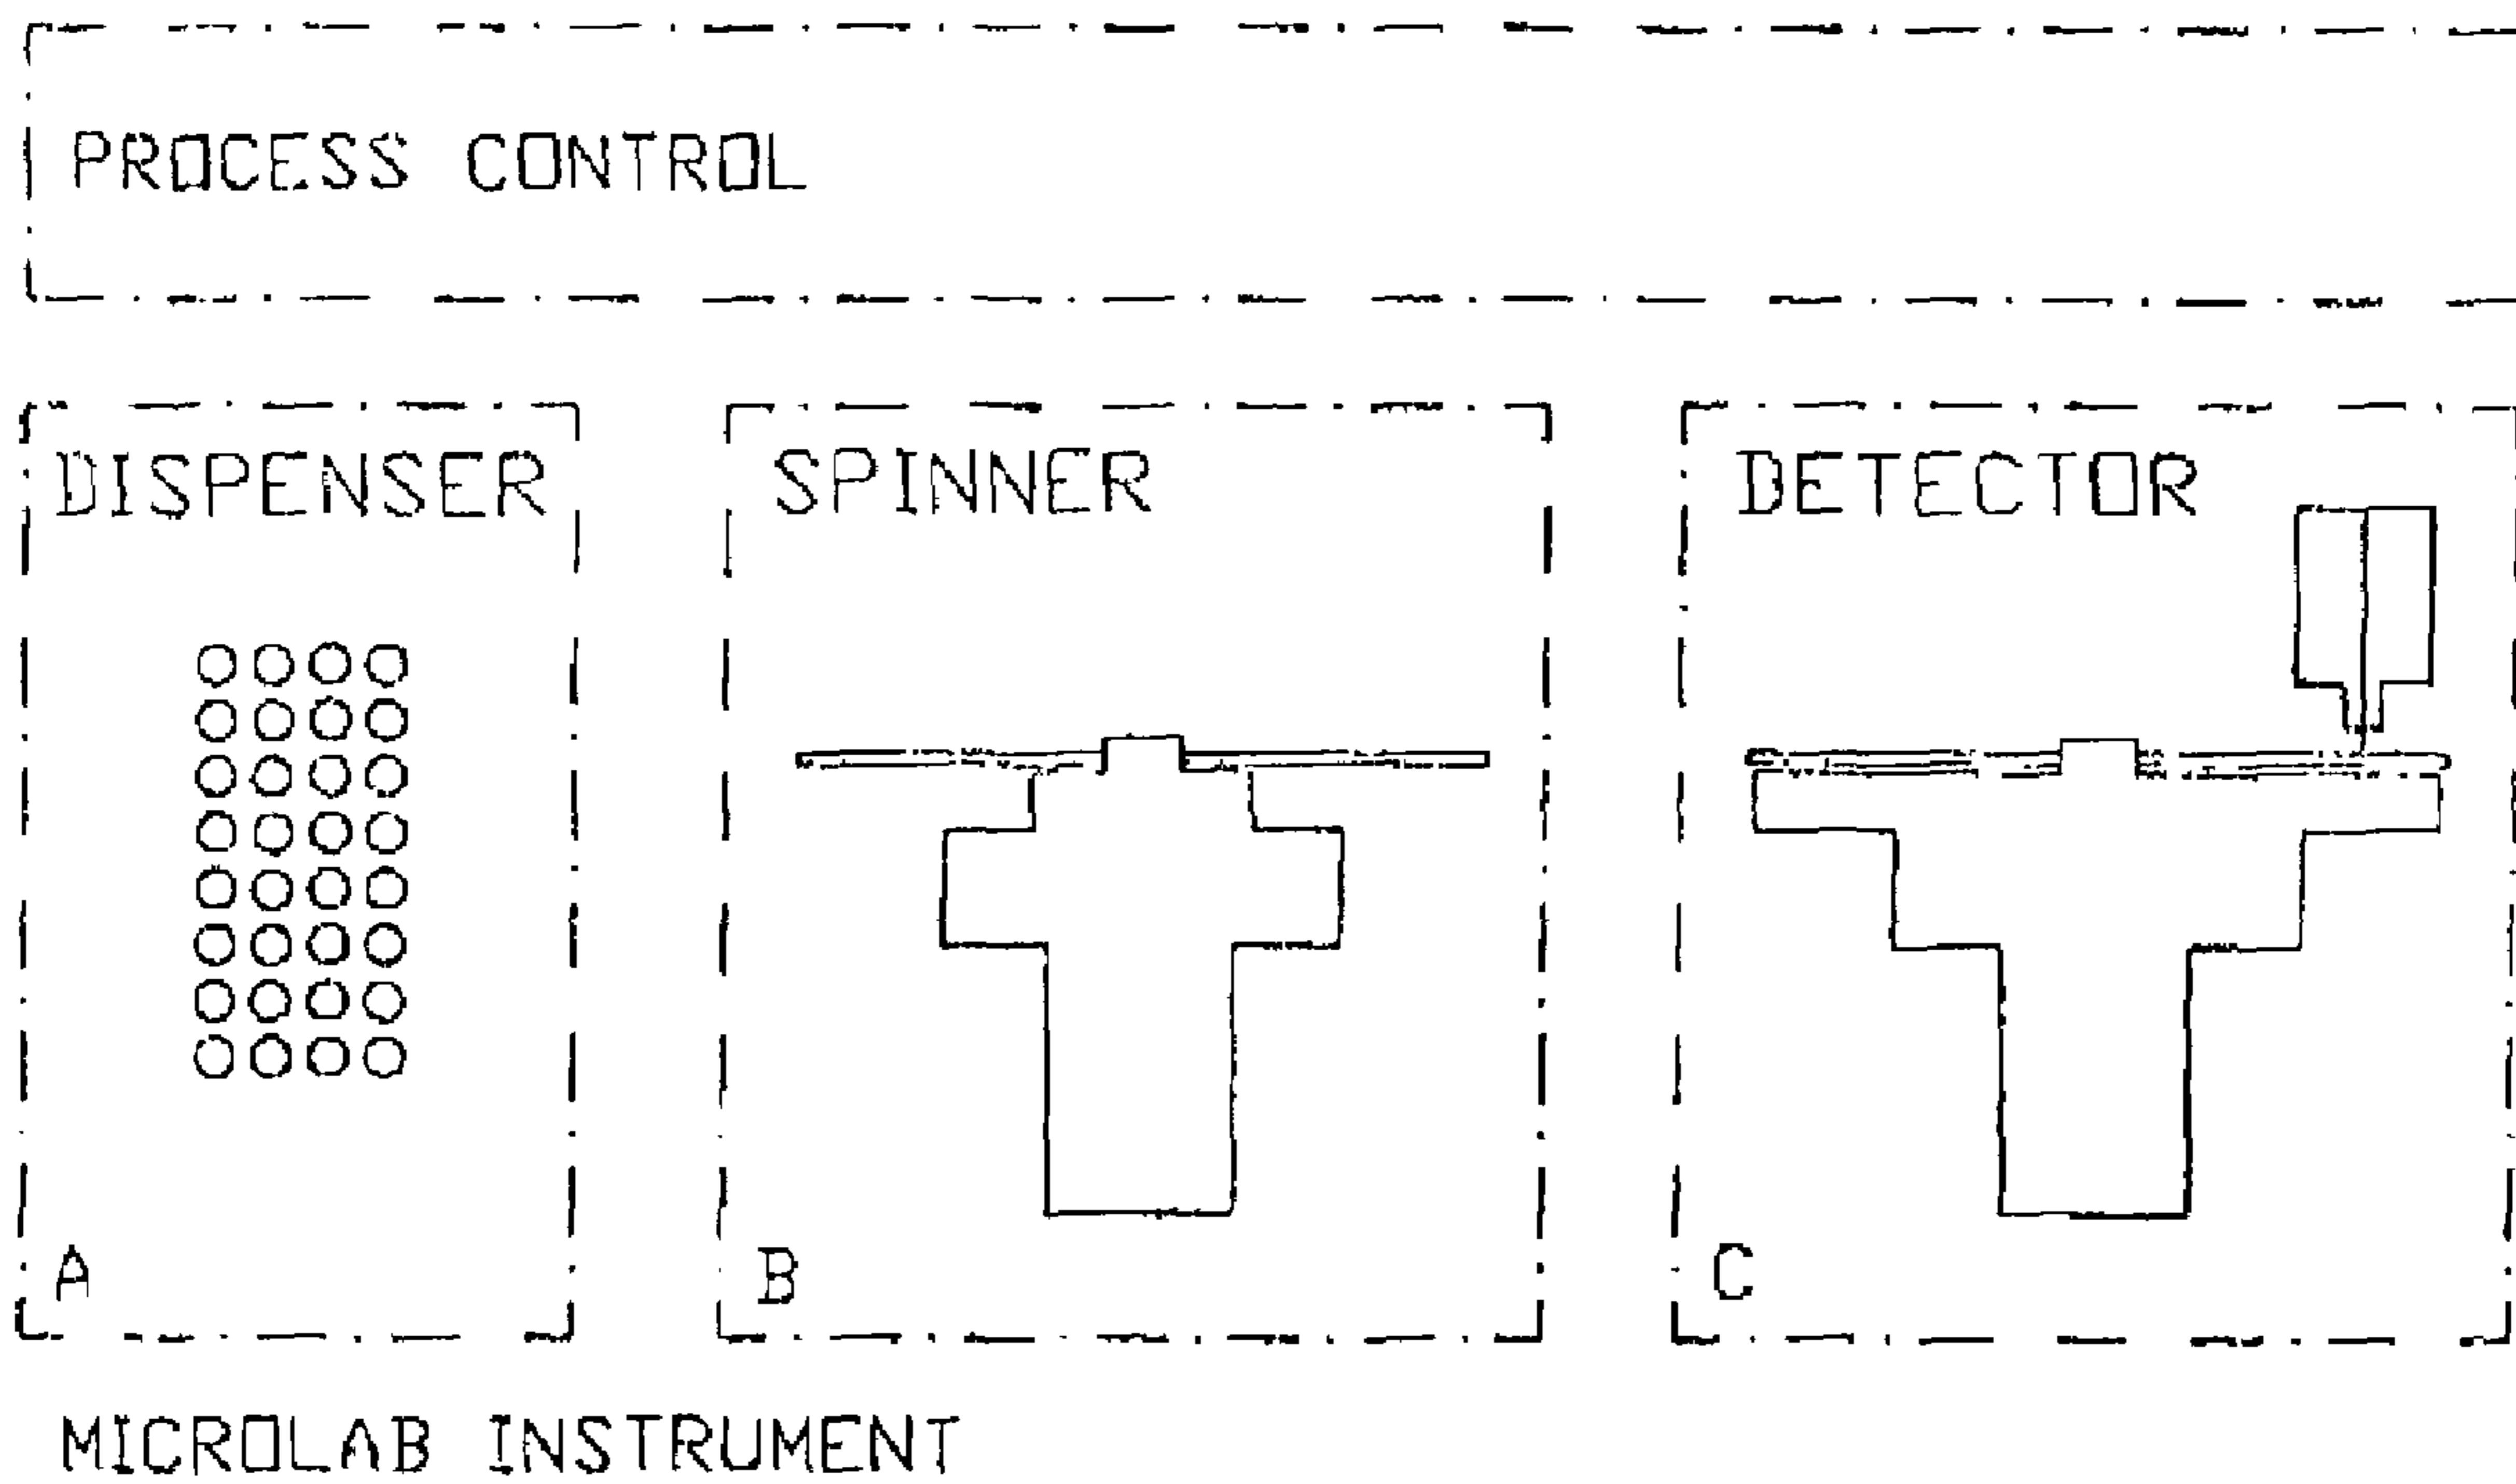 PROCESS CONTROL
DISPENSER
SPINNER
DETECTOR
A
B
C
MICROLAB INSTRUMENT